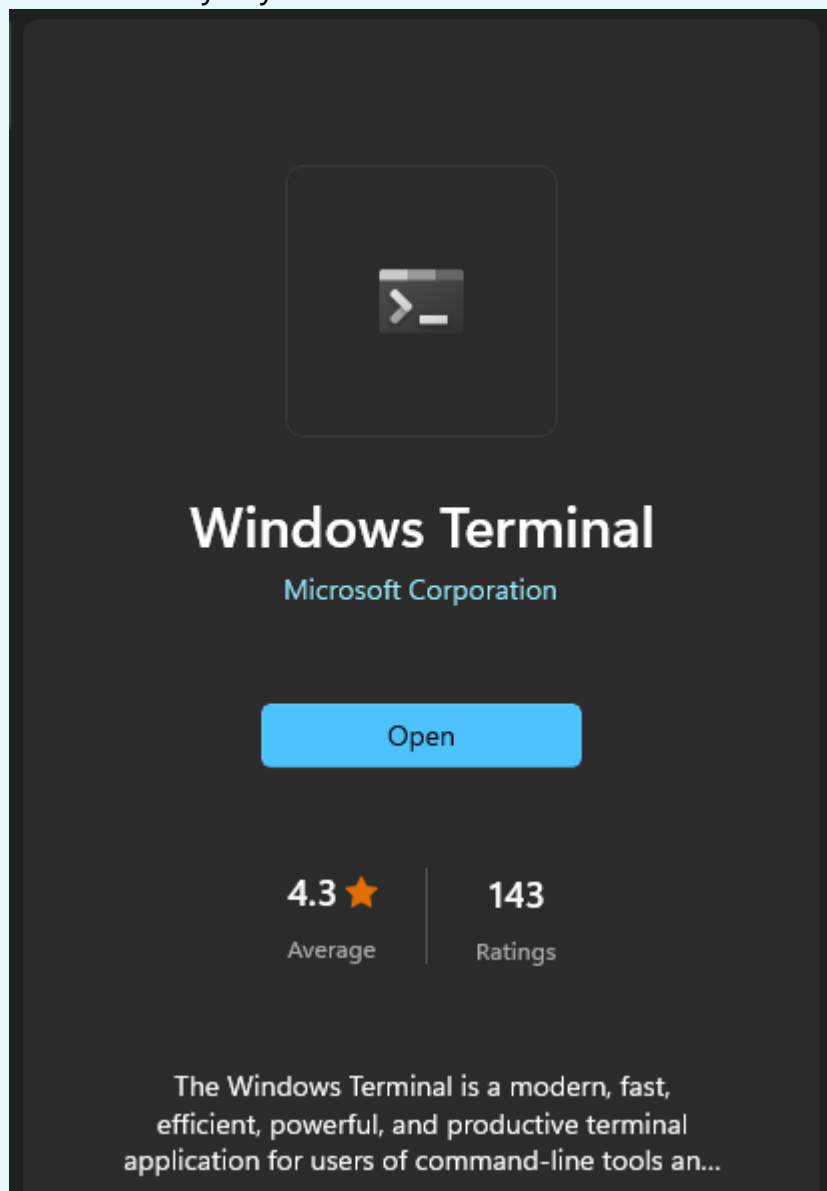 Windows Terminal
Microsoft Corporation
Open
4.3
143
Average
Ratings
The Windows Terminal is a modern, fast,
efficient, powerful, and productive terminal
application for users of command-line tools an...